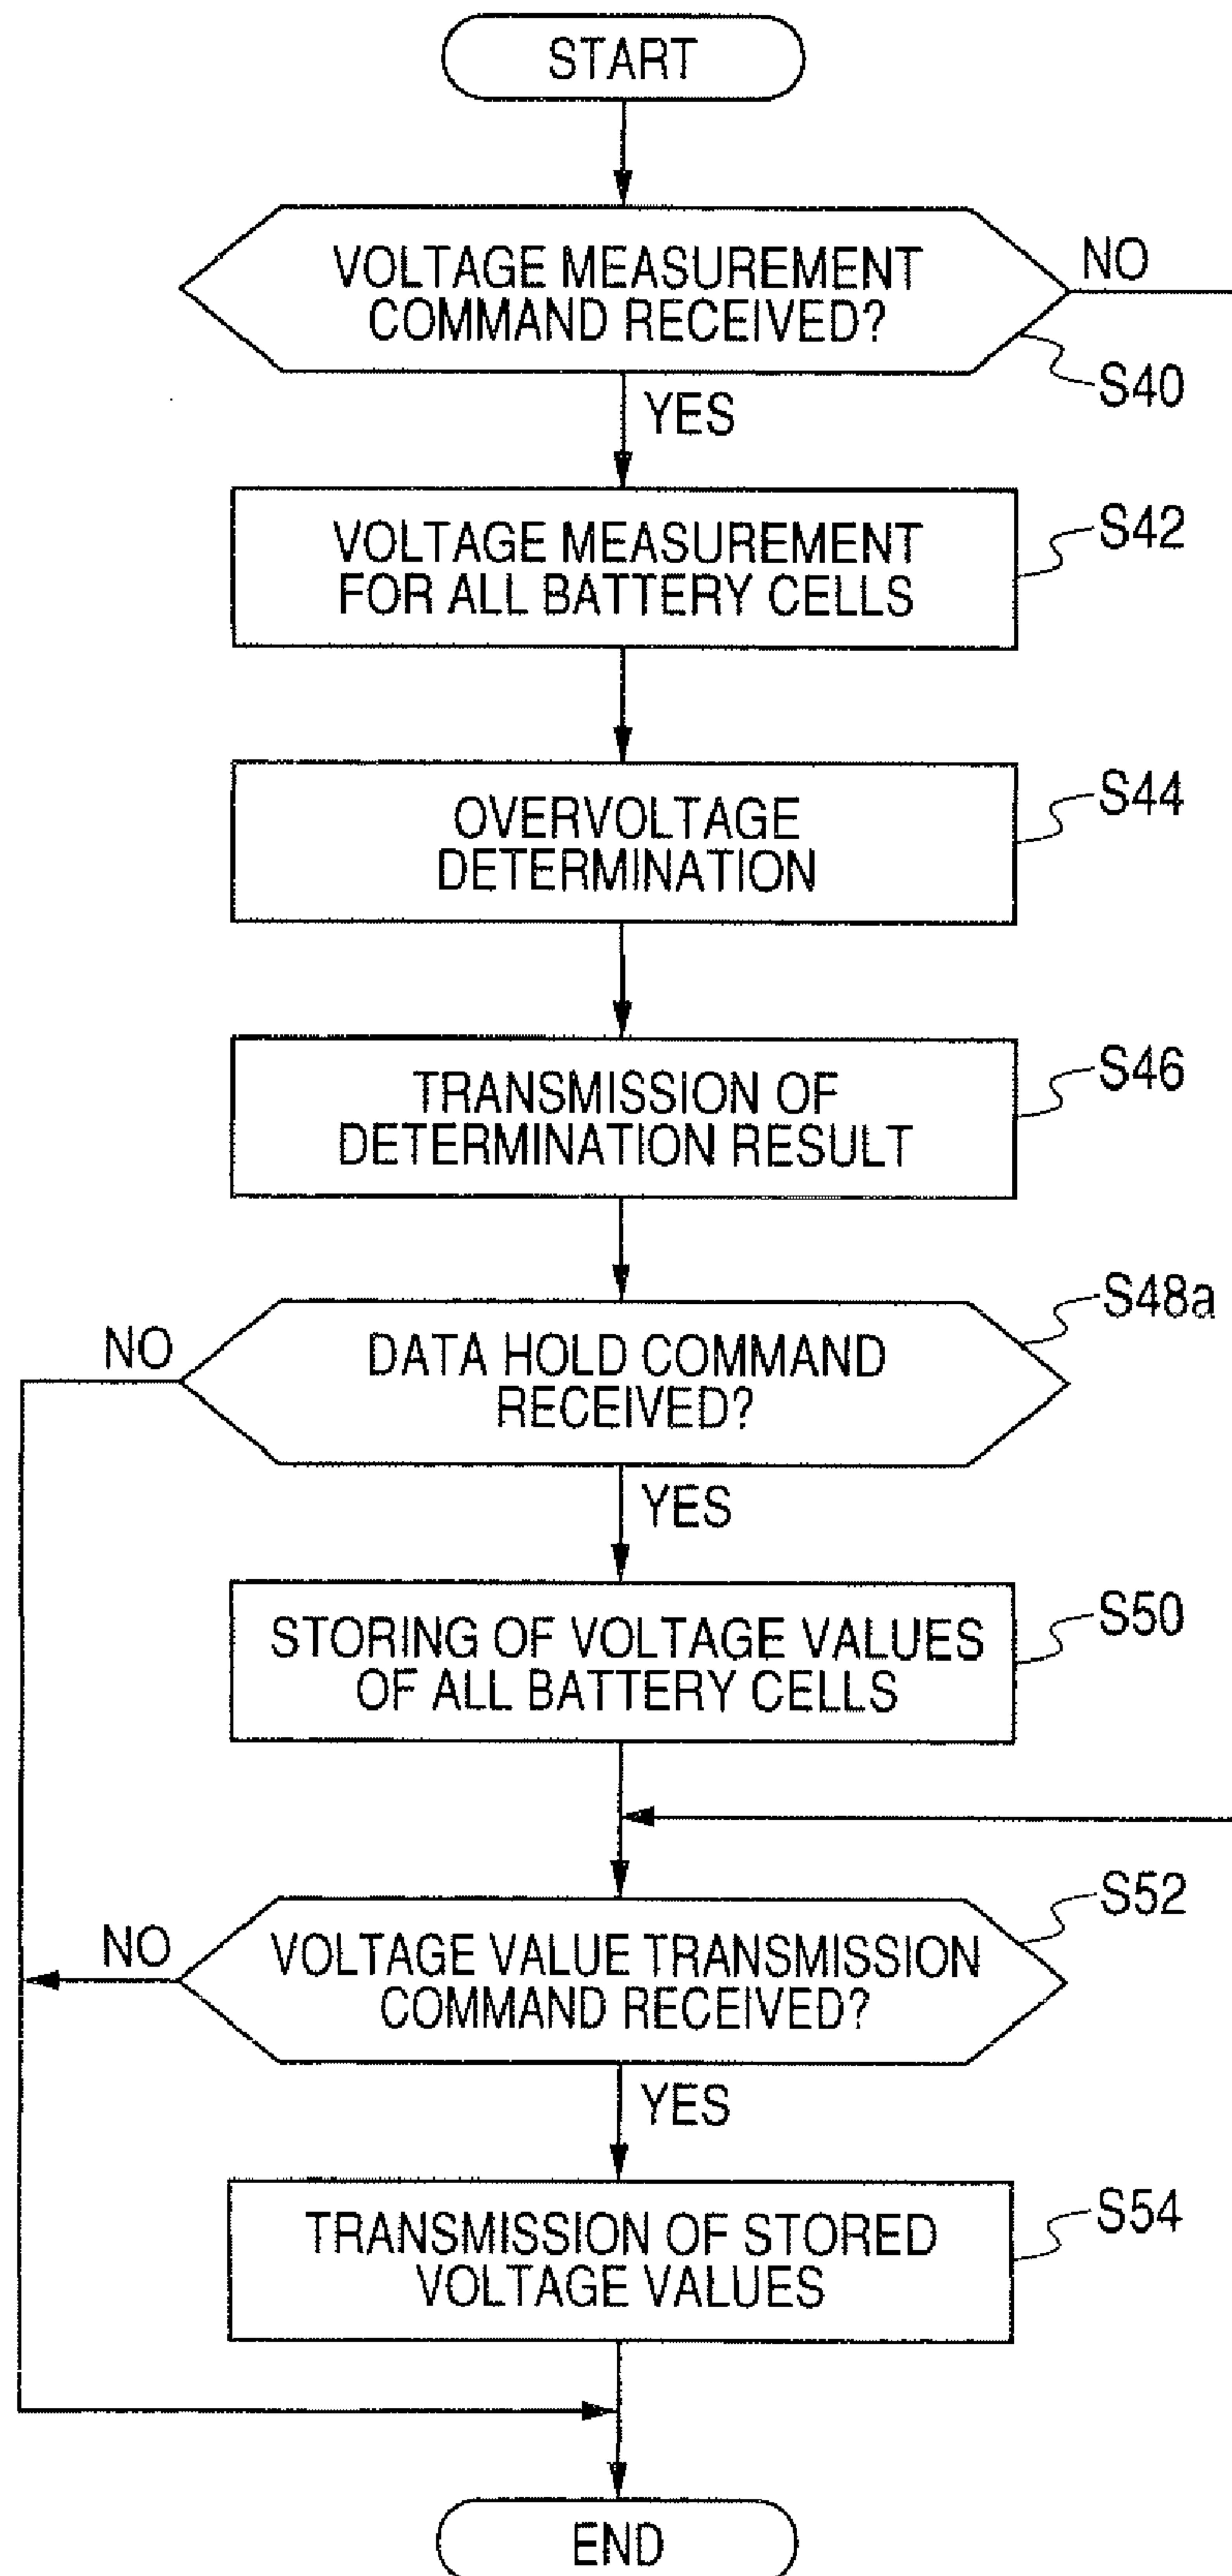 START
VOLTAGE MEASUREMENT
COMMAND RECEIVED?
NO
S40
YES
VOLTAGE MEASUREMENT
FOR ALL BATTERY CELLS
S42
OVERVOLTAGE
DETERMINATION
S44
TRANSMISSION OF
DETERMINATION RESULT
S46
S48a
NO
DATA HOLD COMMAND
RECEIVED?
YES
STORING OF VOLTAGE VALUES
OF ALL BATTERY CELLS
S50
S52
NO
VOLTAGE VALUE TRANSMISSION
COMMAND RECEIVED?
YES
TRANSMISSION OF STORED
VOLTAGE VALUES
S54
END